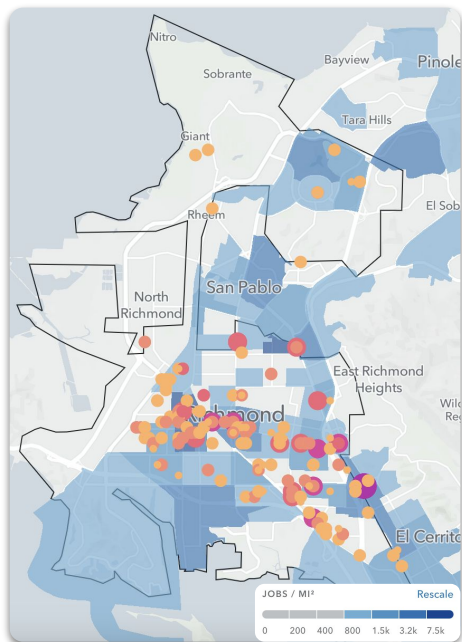 Nitro
Sobrante
Bayview
Pinole
Tara Hills
Giant
El Sob
Rheem
San Pablo
North
Richmond
East Richmond
Heights
Wild
Reg
Richmond
El Cerrito
JOBS / MI²
Rescale
0 200 400 800 1.5k 3.2k 7.5k